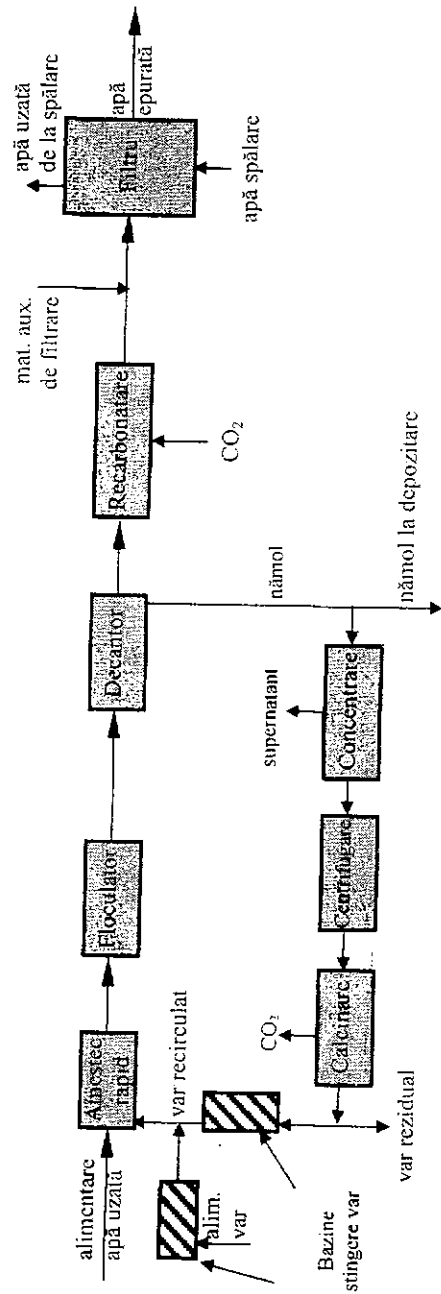 alimentare
apă uzată
Amestec
rapid
Floculator
Decantor
Recarbonatare
CO2
mat. aux.
de filtrare
apă uzată
de la spălare
Filtru
apă
epurată
apă spălare
var recirculat
alim.
var
Bazine
stingere var
var rezidual
CO2
Calcinare
Centrifugare
Concentrare
supernatant
nămol
nămol la depozitare